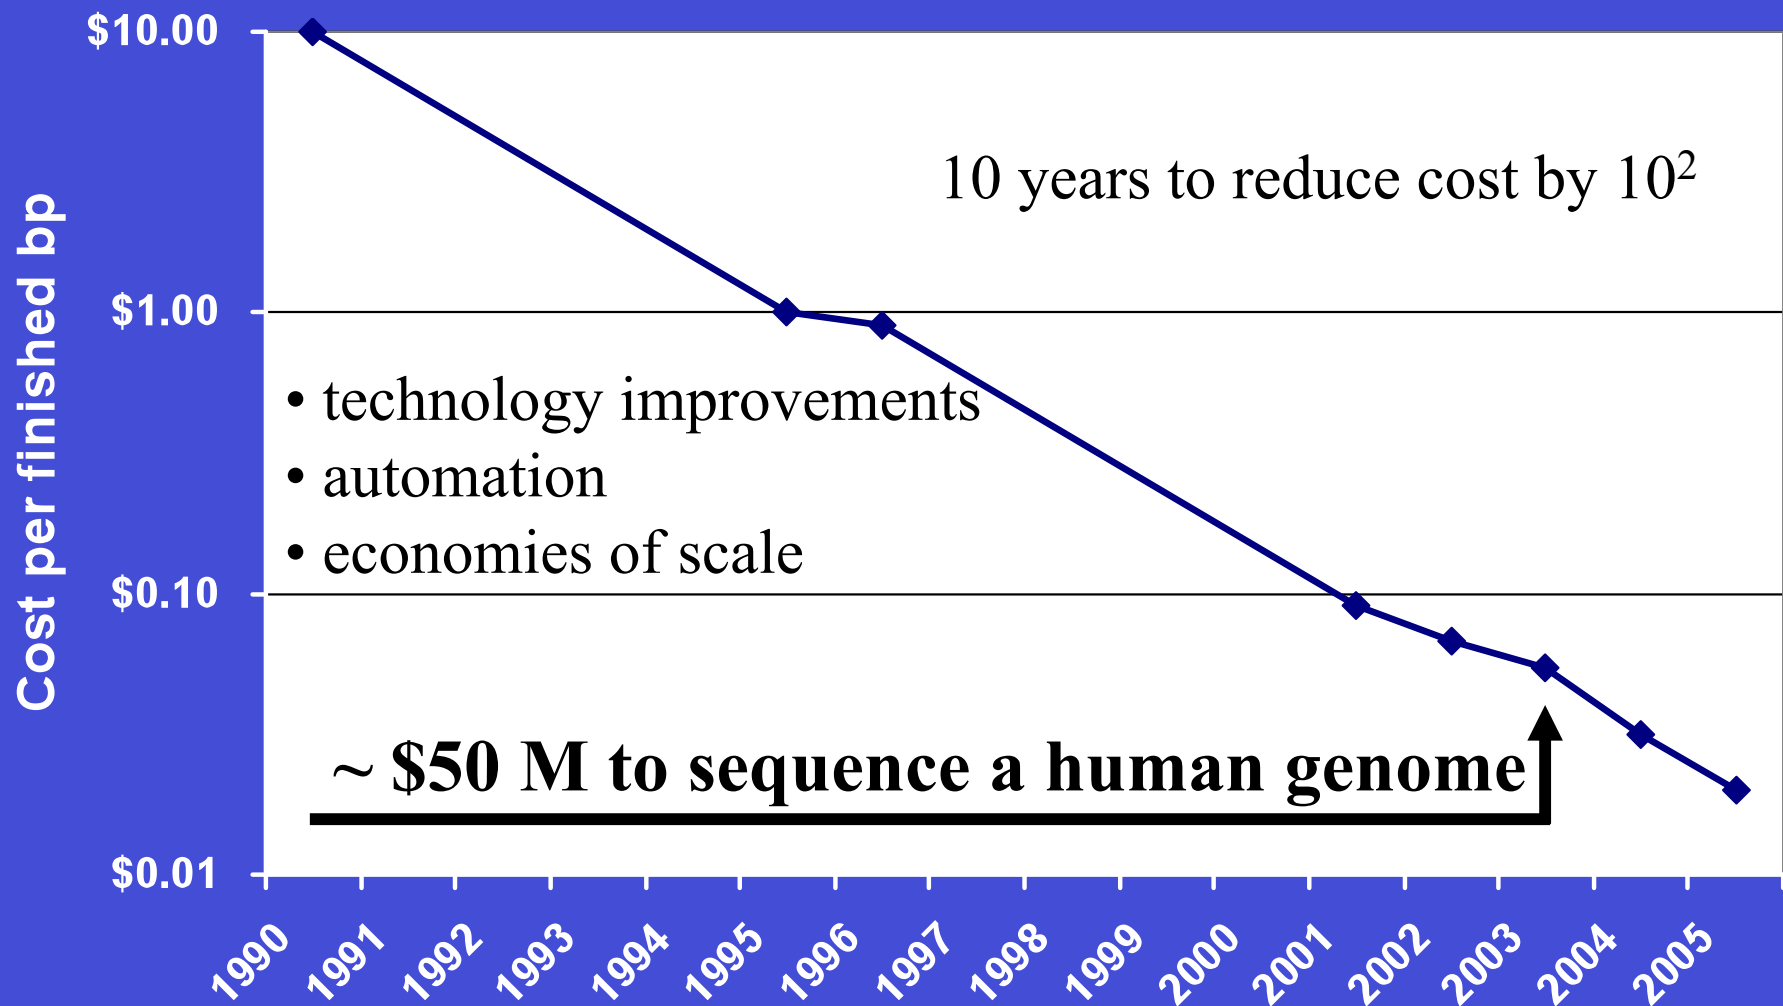 $10.00
10 years to reduce cost by 10²
Cost per finished bp
$1.00
• technology improvements
• automation
• economies of scale
$0.10
~ $50 M to sequence a human genome
$0.01
1990 1991 1992 1993 1994 1995 1996 1997 1998 1999 2000 2001 2002 2003 2004 2005